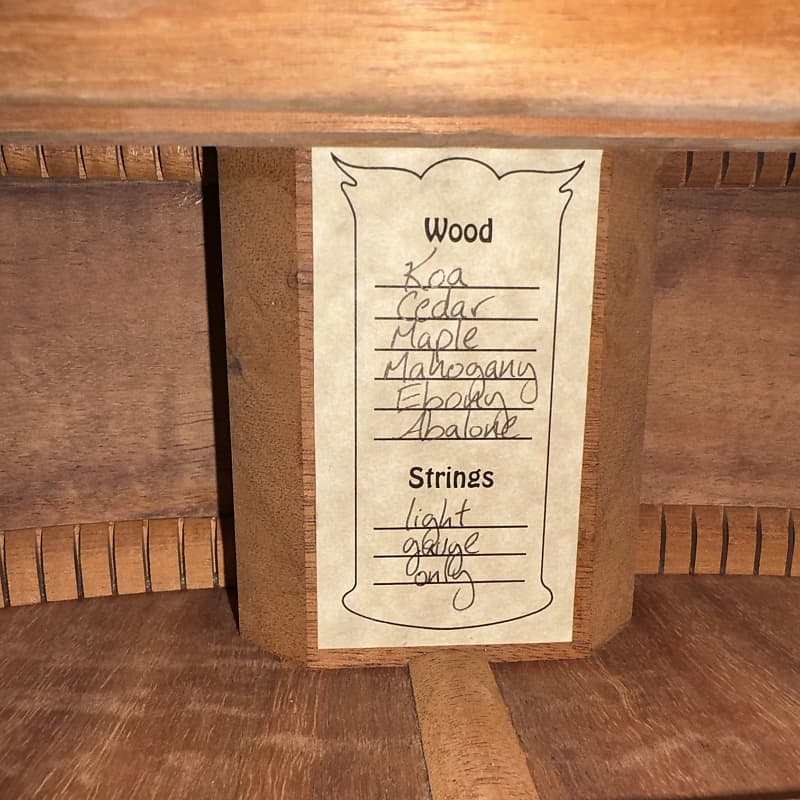 Wood
Koa
Cedar
Maple
Mahogany
Ebony
Abalone
Strings
light
gauge
only